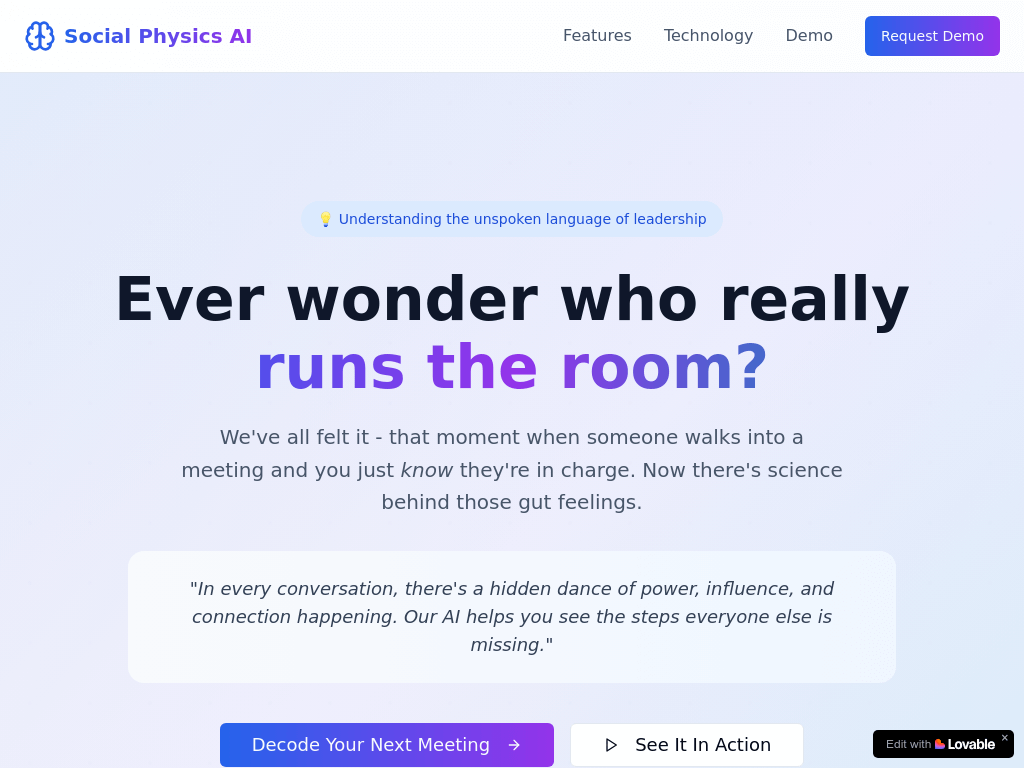 Social Physics AI
Features
Technology
Demo
Request Demo
💡 Understanding the unspoken language of leadership
Ever wonder who really
runs the room?
We've all felt it - that moment when someone walks into a
meeting and you just know they're in charge. Now there's science
behind those gut feelings.
"In every conversation, there's a hidden dance of power, influence, and
connection happening. Our AI helps you see the steps everyone else is
missing."
Decode Your Next Meeting
See It In Action
Edit with Lovable